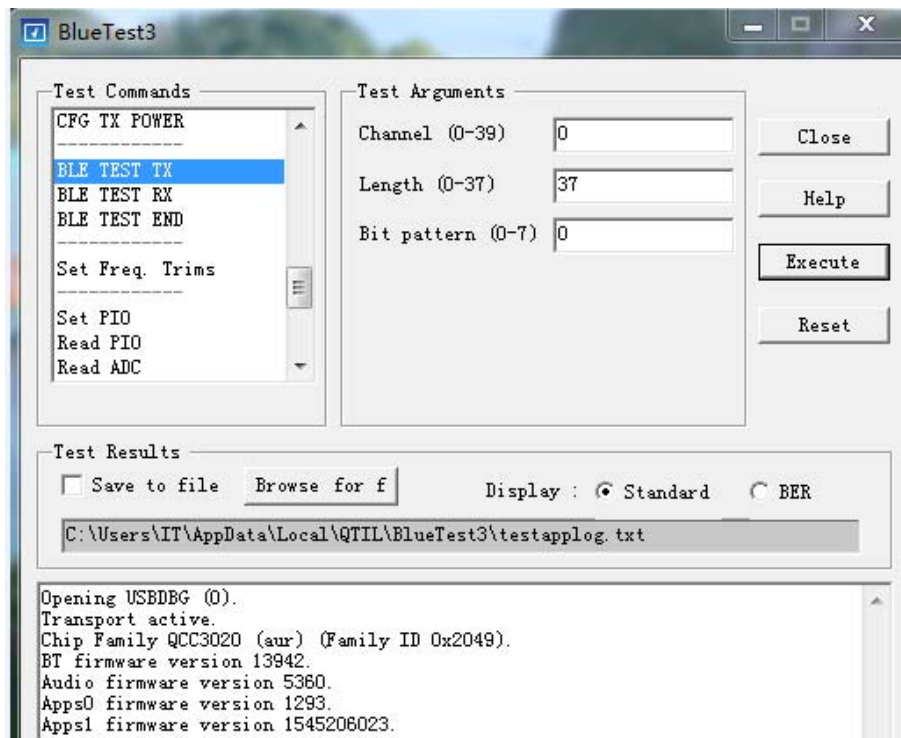 BlueTest3
Test Commands
CFG TX POWER
------------
BLE TEST TX
BLE TEST RX
BLE TEST END
------------
Set Freq. Trims
------------
Set PIO
Read PIO
Read ADC
Test Arguments
Channel (0-39) 0
Length (0-37) 37
Bit pattern (0-7) 0
Close
Help
Execute
Reset
Test Results
Save to file Browse for f Display : Standard BER
C:\Users\IT\AppData\Local\QTIL\BlueTest3\testapplog.txt
Opening USBDBG (0).
Transport active.
Chip Family QCC3020 (aur) (Family ID 0x2049).
BT firmware version 13942.
Audio firmware version 5360.
Apps0 firmware version 1293.
Apps1 firmware version 1545206023.